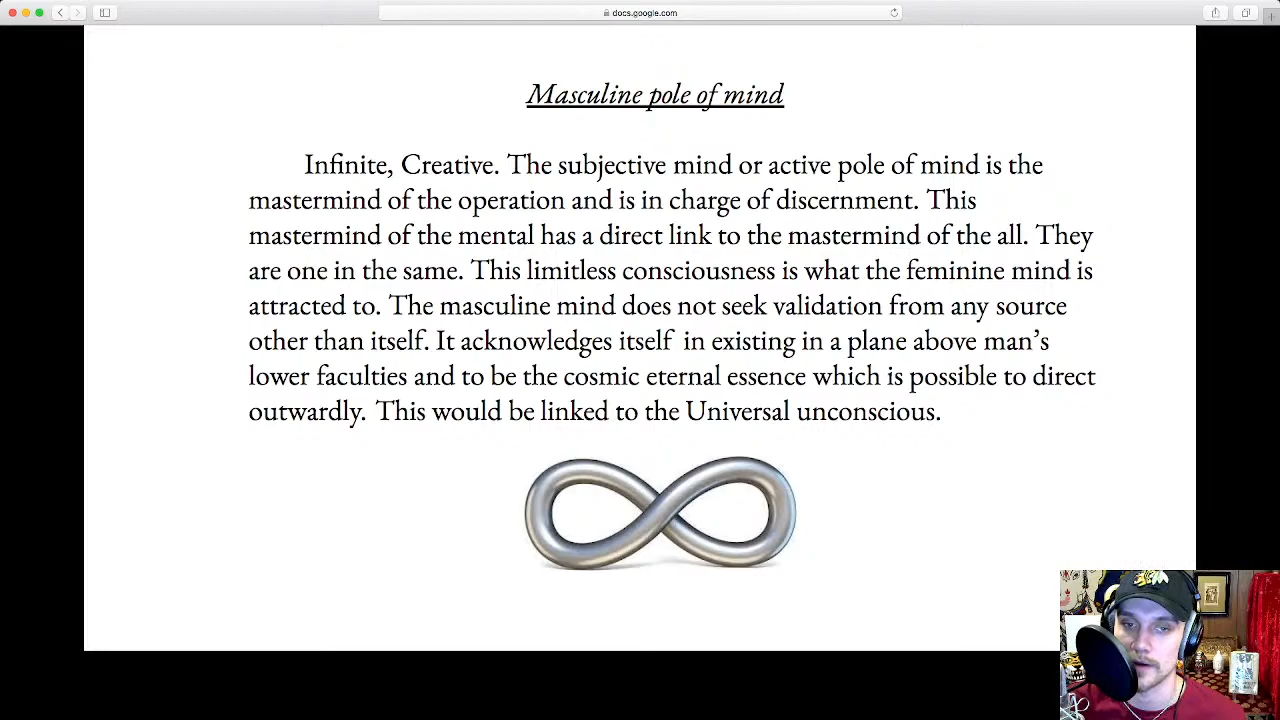 docs.google.com
Masculine pole of mind
Infinite, Creative. The subjective mind or active pole of mind is the
mastermind of the operation and is in charge of discernment. This
mastermind of the mental has a direct link to the mastermind of the all. They
are one in the same. This limitless consciousness is what the feminine mind is
attracted to. The masculine mind does not seek validation from any source
other than itself. It acknowledges itself in existing in a plane above man’s
lower faculties and to be the cosmic eternal essence which is possible to direct
outwardly. This would be linked to the Universal unconscious.